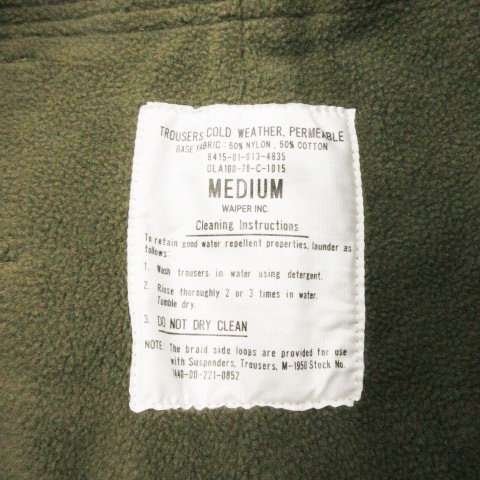 TROUSERS, COLD WEATHER, PERMEABLE
BASE FABRIC : 50% NYLON , 50% COTTON
8415-01-013-4835
DLA100-78-C-1015
MEDIUM
WAIPER INC.
Cleaning Instructions
To retain good water repellent properties, launder as
follows:
1. Wash trousers in water using detergent.
2. Rinse thoroughly 2 or 3 times in water.
Tumble dry.
3. DO NOT DRY CLEAN
NOTE: The braid side loops are provided for use
with Suspenders, Trousers, M-1950 Stock No.
-00-221-0852